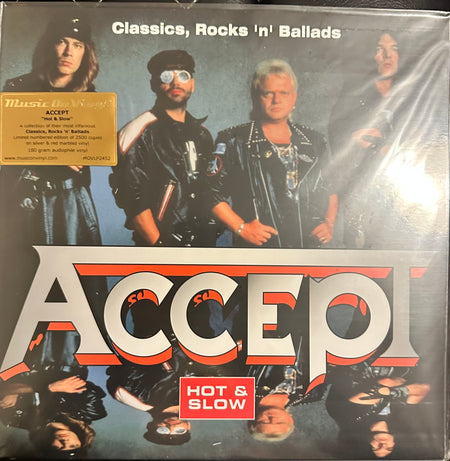 Classics, Rocks 'n' Ballads
Music On Vinyl
ACCEPT
"Hot & Slow"
a collection of their most infamous
Classics, Rocks 'n' Ballads
Limited numbered edition of 2500 copies
on silver & red marbled vinyl
180 gram audiophile vinyl
www.musiconvinyl.com MOVLP2452
ACCEPT
HOT &
SLOW